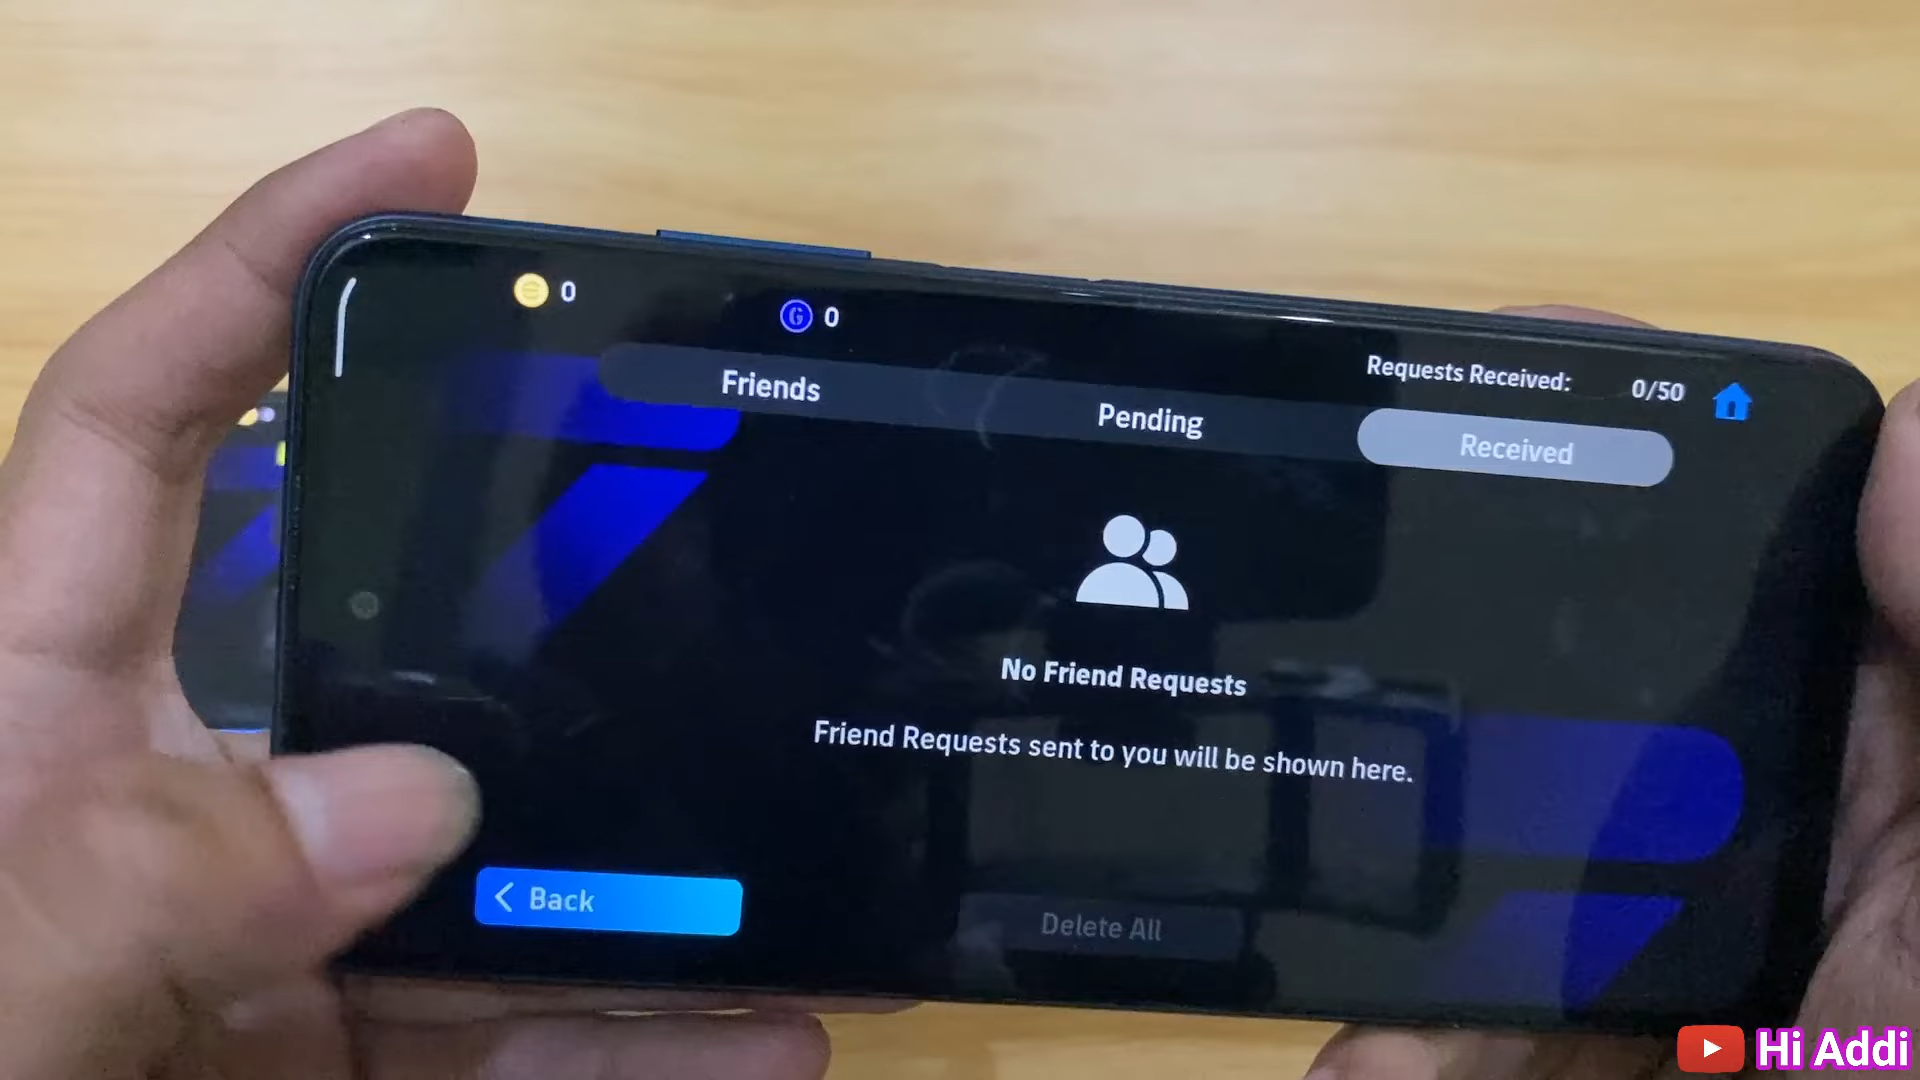 0
G 0
Requests Received: 0/50
Friends
Pending
Received
No Friend Requests
Friend Requests sent to you will be shown here.
Back
Delete All
Hi Addi